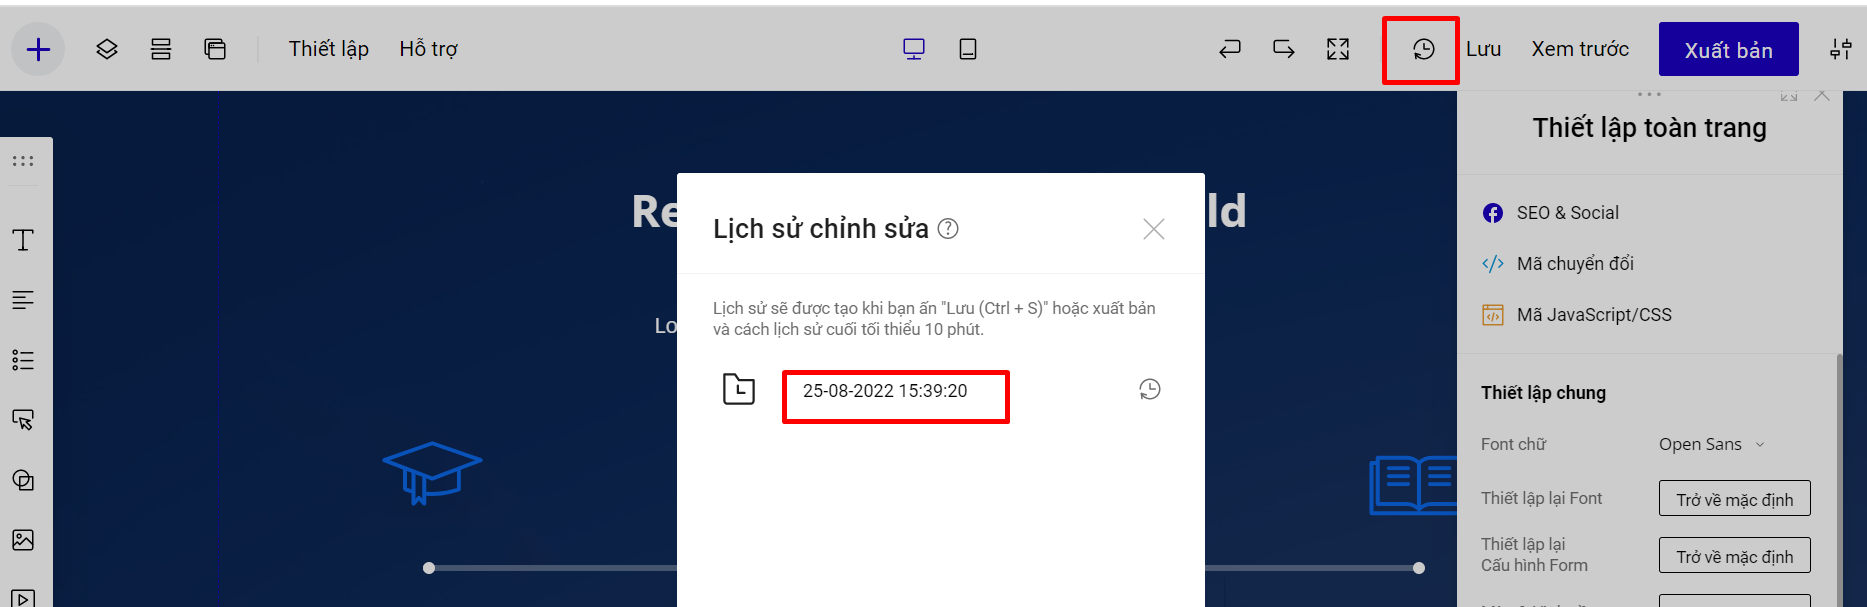 Thiết lập
Hỗ trợ
Lưu
Xem trước
Xuất bản
Thiết lập toàn trang
Re
ld
Lịch sử chỉnh sửa ?
SEO & Social
Mã chuyển đổi
Lịch sử sẽ được tạo khi bạn ấn "Lưu (Ctrl + S)" hoặc xuất bản
và cách lịch sử cuối tối thiểu 10 phút.
Lo
Mã JavaScript/CSS
25-08-2022 15:39:20
Thiết lập chung
Font chữ
Open Sans
Thiết lập lại Font
Trở về mặc định
Thiết lập lại
Cấu hình Form
Trở về mặc định